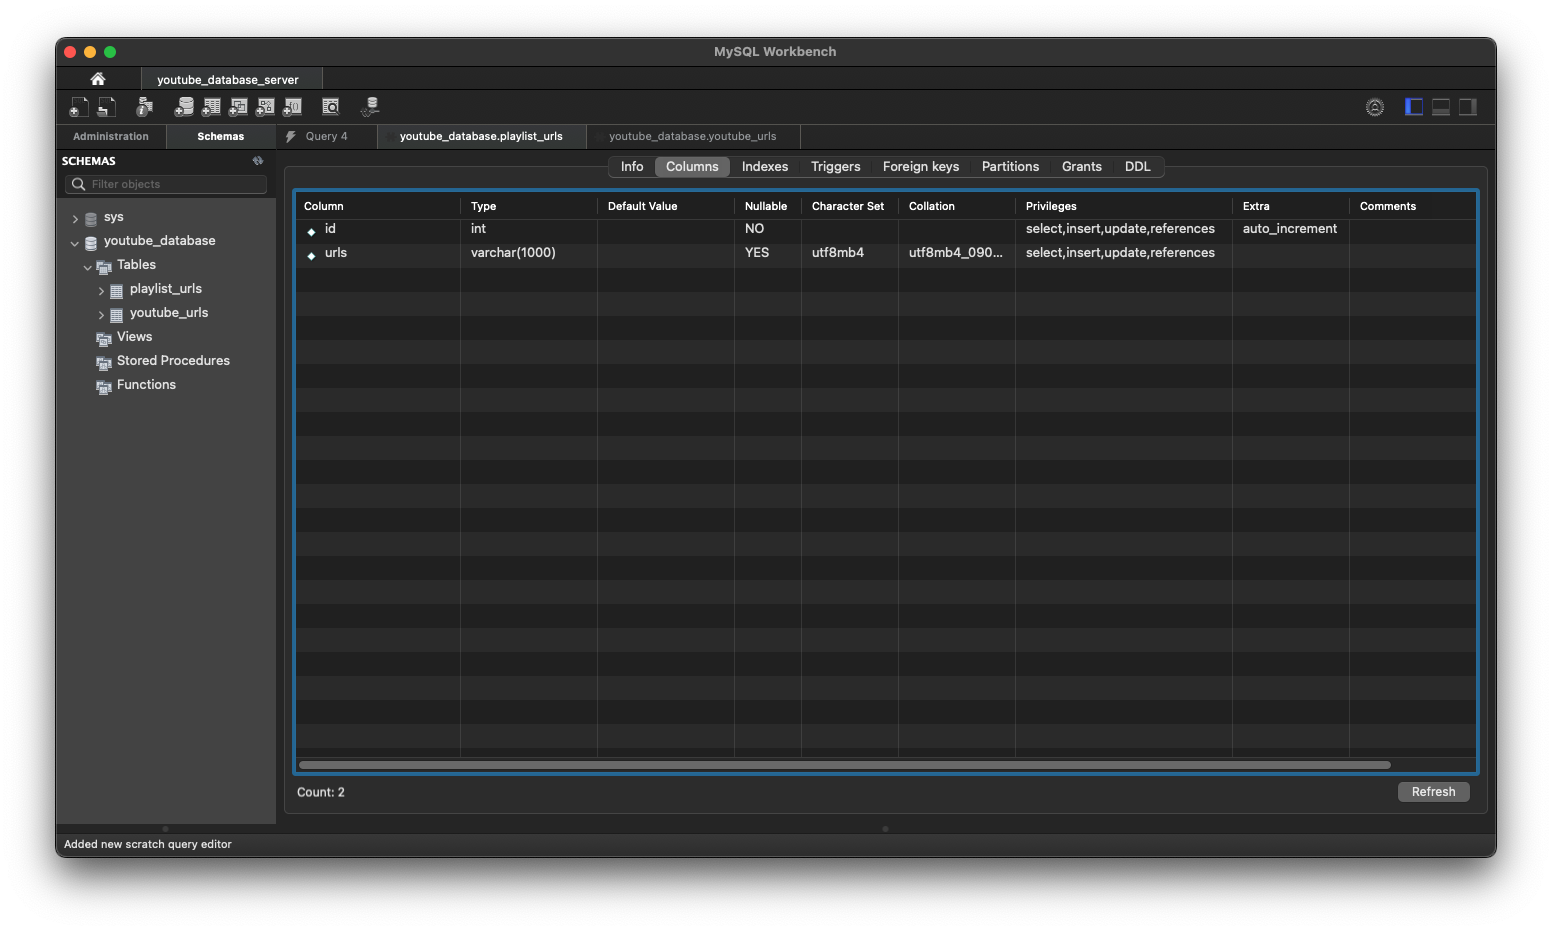 MySQL Workbench
youtube_database_server
Administration Schemas Query 4 youtube_database.playlist_urls youtube_database.youtube_urls
SCHEMAS
Filter objects
sys
youtube_database
Tables
playlist_urls
youtube_urls
Views
Stored Procedures
Functions
Info Columns Indexes Triggers Foreign keys Partitions Grants DDL
Column Type Default Value Nullable Character Set Collation Privileges Extra Comments
id int NO select,insert,update,references auto_increment
urls varchar(1000) YES utf8mb4 utf8mb4_090... select,insert,update,references
Count: 2
Refresh
Added new scratch query editor